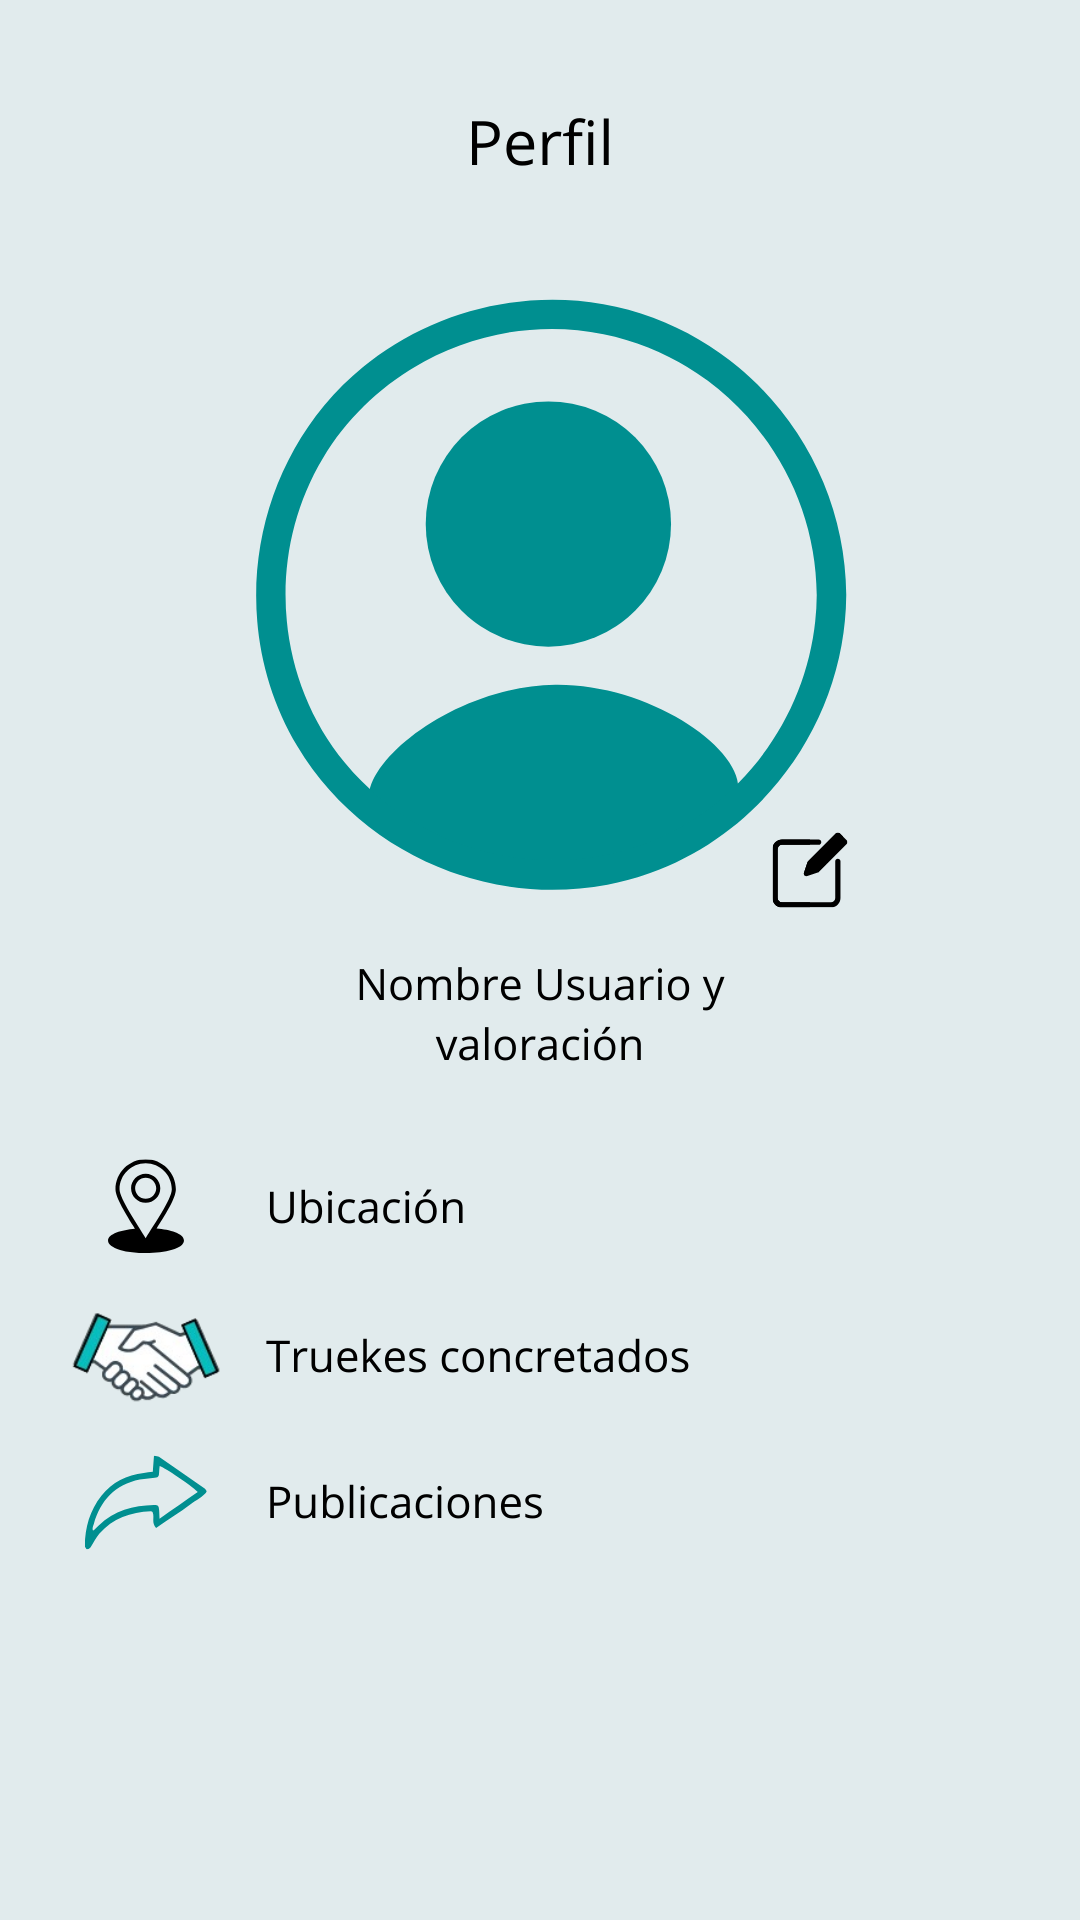 Perfil
Nombre Usuario y
valoración
Ubicación
Truekes concretados
Publicaciones